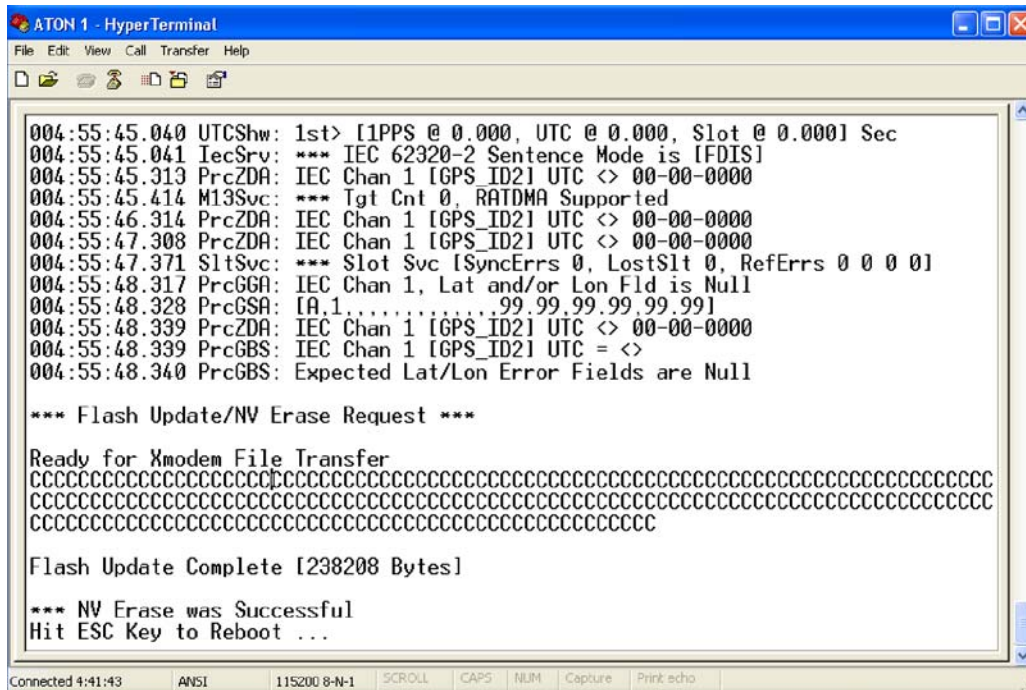 ATON 1 - HyperTerminal
File Edit View Call Transfer Help
004:55:45.040 UTCShw: 1st> [1PPS @ 0.000, UTC @ 0.000, Slot @ 0.000] Sec
004:55:45.041 IecSrv: *** IEC 62320-2 Sentence Mode is [FDIS]
004:55:45.313 PrcZDA: IEC Chan 1 [GPS_ID2] UTC <> 00-00-0000
004:55:45.414 M13Svc: *** Tgt Cnt 0, RATDMA Supported
004:55:46.314 PrcZDA: IEC Chan 1 [GPS_ID2] UTC <> 00-00-0000
004:55:47.308 PrcZDA: IEC Chan 1 [GPS_ID2] UTC <> 00-00-0000
004:55:47.371 SltSvc: *** Slot Svc [SyncErrs 0, LostSlt 0, RefErrs 0 0 0 0]
004:55:48.317 PrcGGA: IEC Chan 1, Lat and/or Lon Fld is Null
004:55:48.328 PrcGSA: [A,1,,,,,,,,,,,,,99.99,99.99,99.99]
004:55:48.339 PrcZDA: IEC Chan 1 [GPS_ID2] UTC <> 00-00-0000
004:55:48.339 PrcGBS: IEC Chan 1 [GPS_ID2] UTC = <>
004:55:48.340 PrcGBS: Expected Lat/Lon Error Fields are Null
*** Flash Update/NV Erase Request ***
Ready for Xmodem File Transfer
CCCCCCCCCCCCCCCCCCCCCCCCCCCCCCCCCCCCCCCCCCCCCCCCCCCCCCCCCCCCCCCCCCCCCCCCCCCCCCCC
CCCCCCCCCCCCCCCCCCCCCCCCCCCCCCCCCCCCCCCCCCCCCCCCCCCCCCCCCCCCCCCCCCCCCCCCCCCCCCCC
CCCCCCCCCCCCCCCCCCCCCCCCCCCCCCCCCCCCCCCCCCCCCCCCCCCC
Flash Update Complete [238208 Bytes]
*** NV Erase was Successful
Hit ESC Key to Reboot ...
Connected 4:41:43 ANSI 115200 8-N-1 SCROLL CAPS NUM Capture Print echo